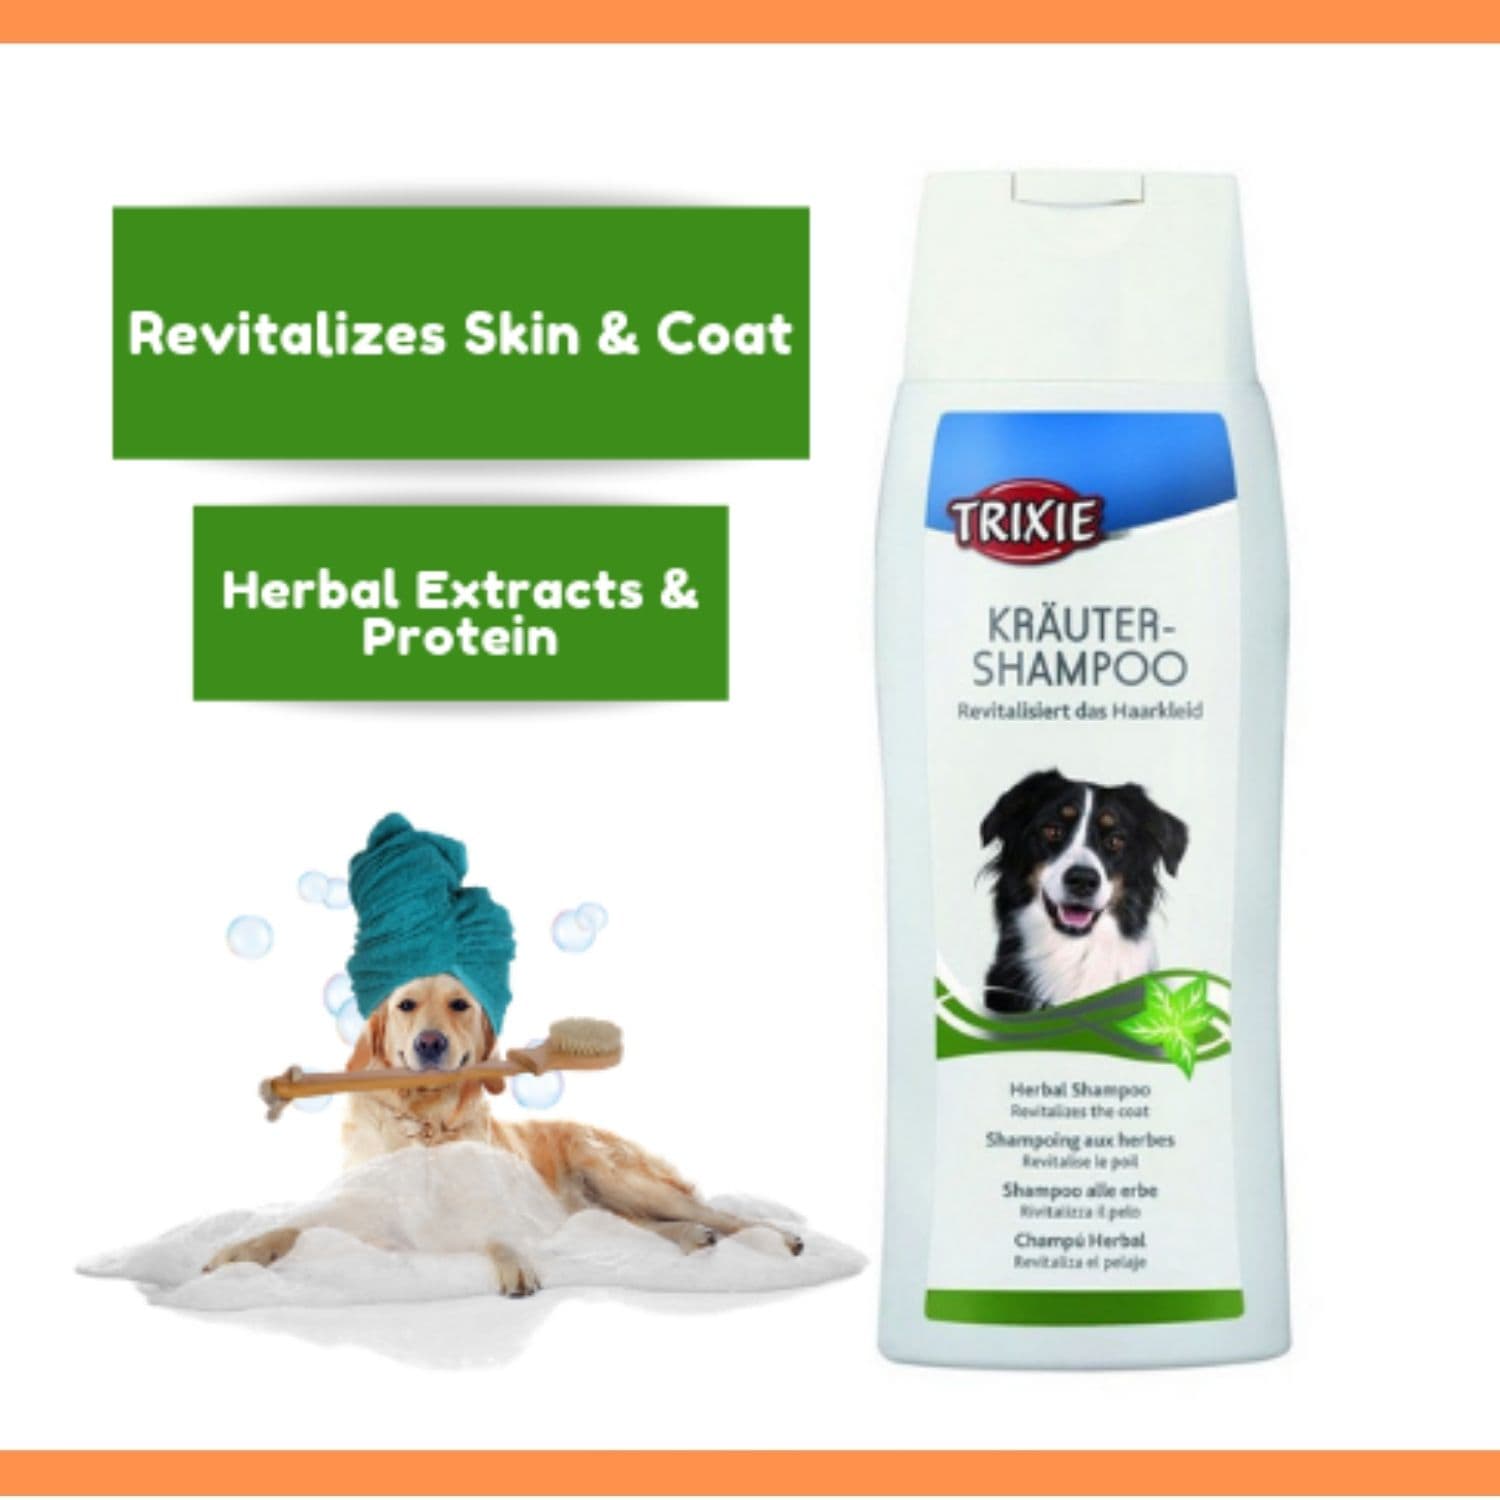 Revitalizes Skin & Coat
Herbal Extracts &
Protein
TRIXIE
KRÄUTER-
SHAMPOO
Revitalisiert das Haarkleid
Herbal Shampoo
Revitalizes the coat
Shampoing aux herbes
Revitalise le poil
Shampoo alle erbe
Rivitalizza il pelo
Champú Herbal
Revitaliza el pelaje